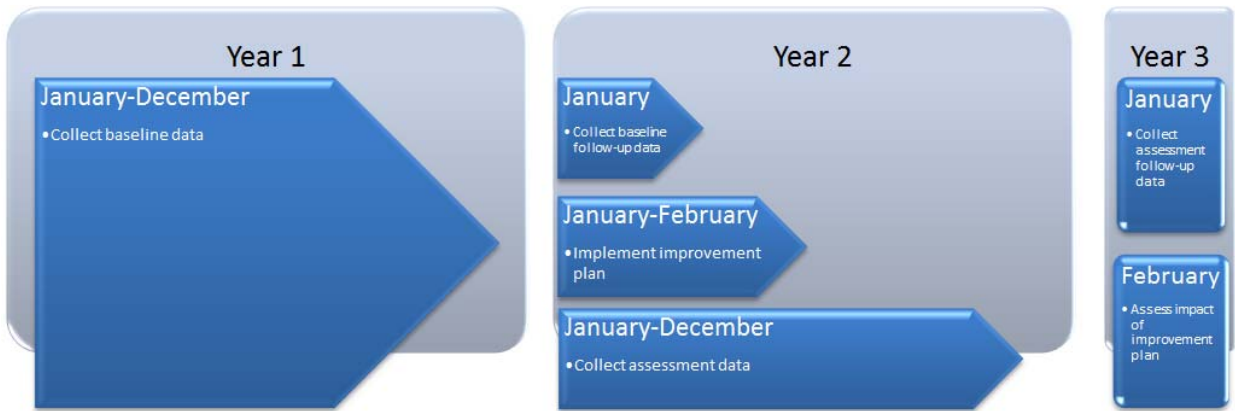 Year 1
January-December
•Collect baseline data
Year 2
January
•Collect baseline
follow-up data
January-February
•Implement improvement
plan
January-December
•Collect assessment data
Year 3
January
•Collect
assessment
follow-up
data
February
•Assess impact
of
improvement
plan